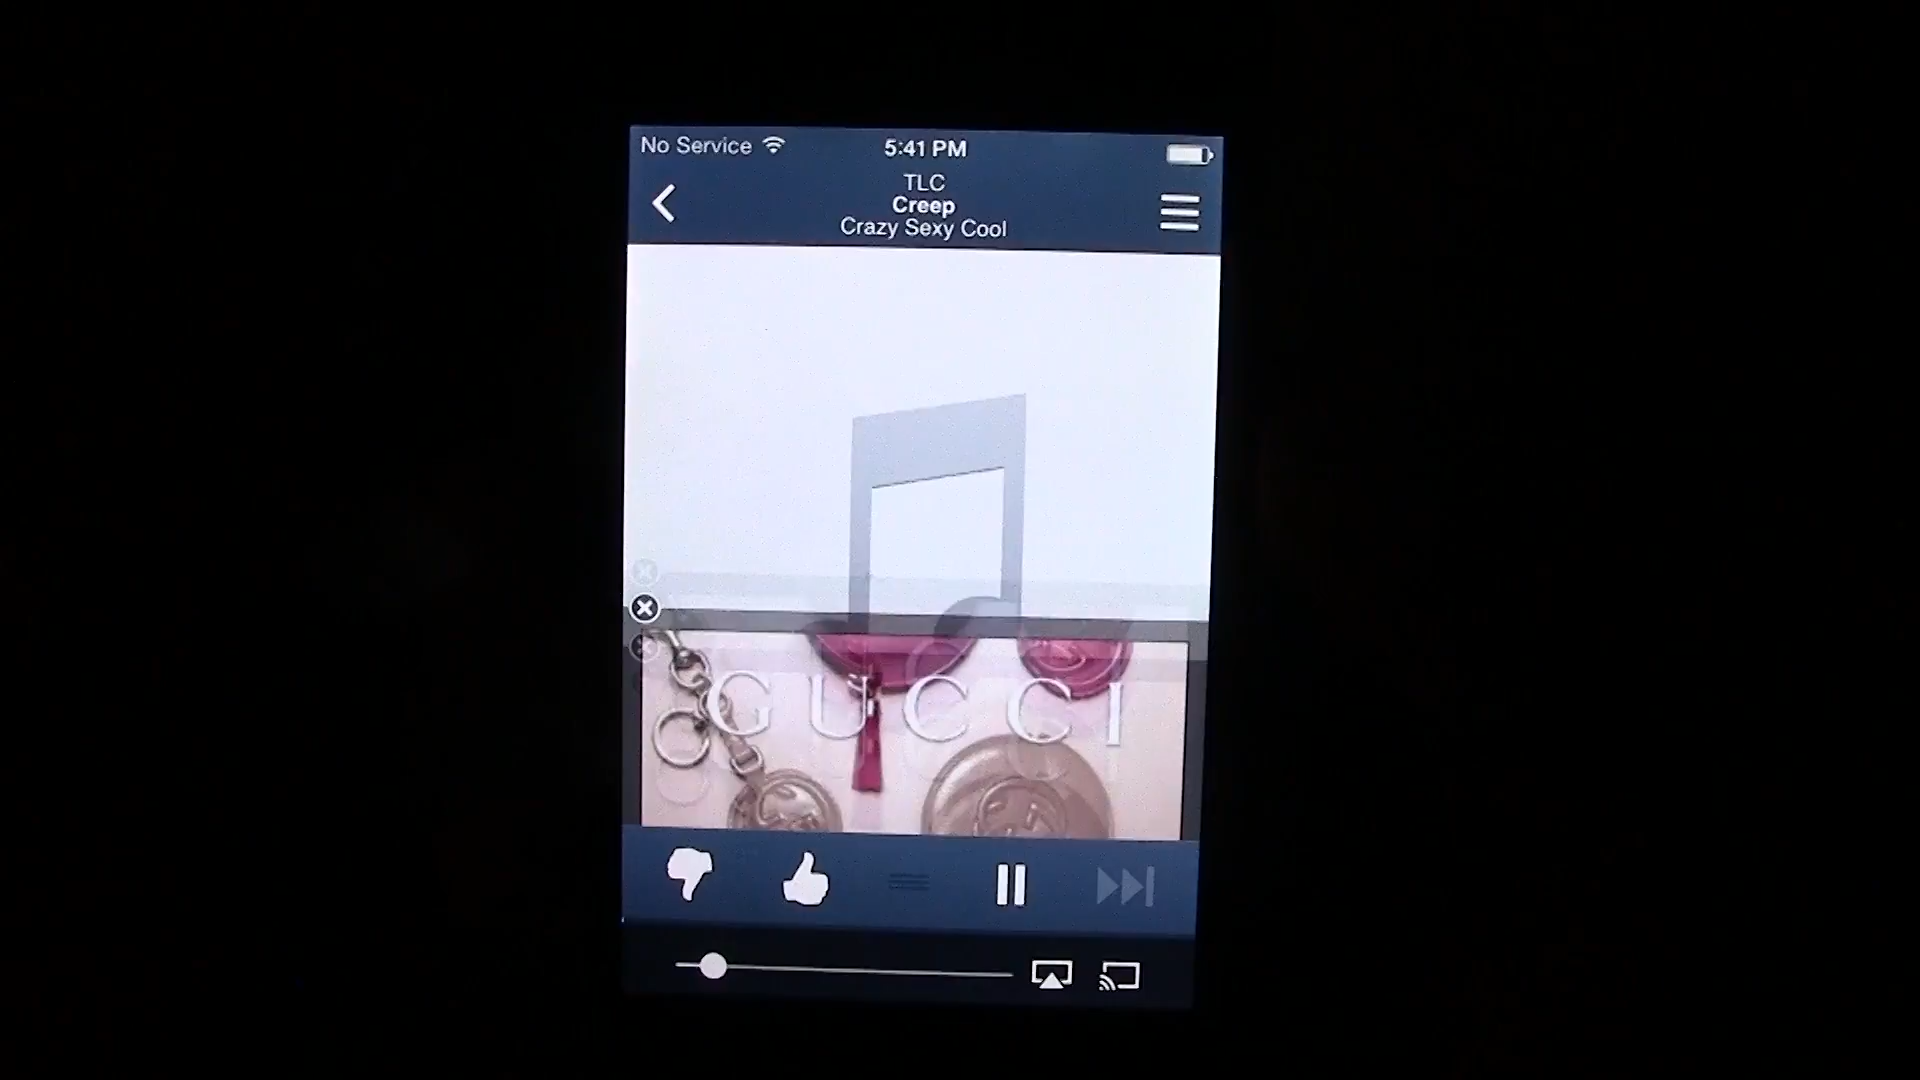 No Service 5:41 PM
TLC
Creep
Crazy Sexy Cool
GUCCI